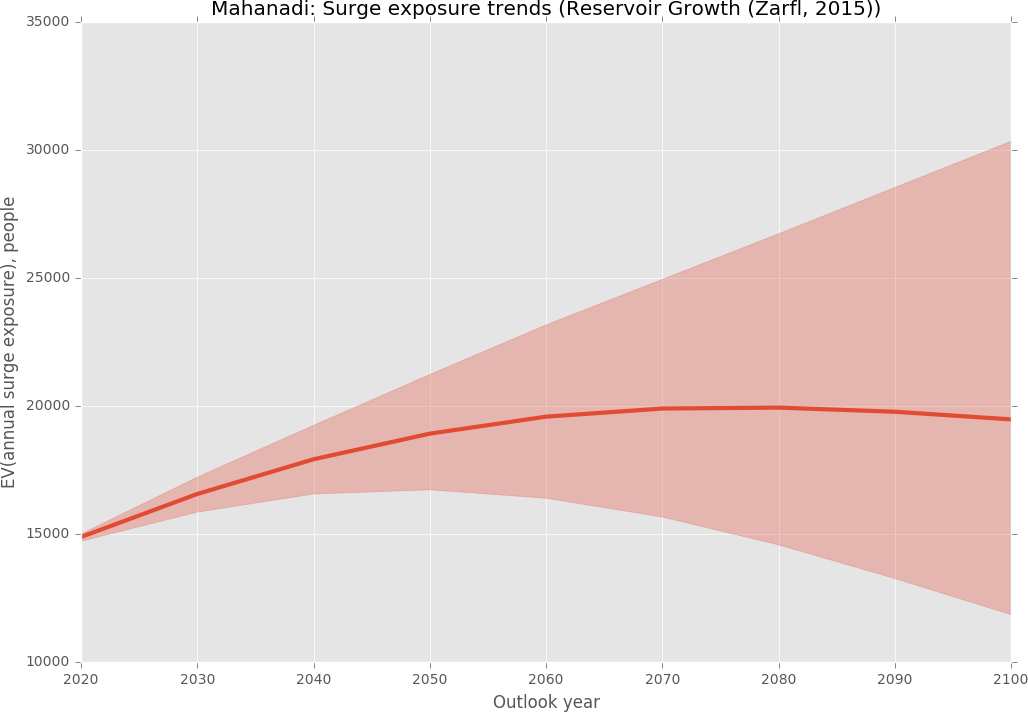 Mahanadi: Surge exposure trends (Reservoir Growth (Zarfl, 2015))
EV(annual surge exposure), people
35000
30000
25000
20000
15000
10000
2020 2030 2040 2050 2060 2070 2080 2090 2100
Outlook year